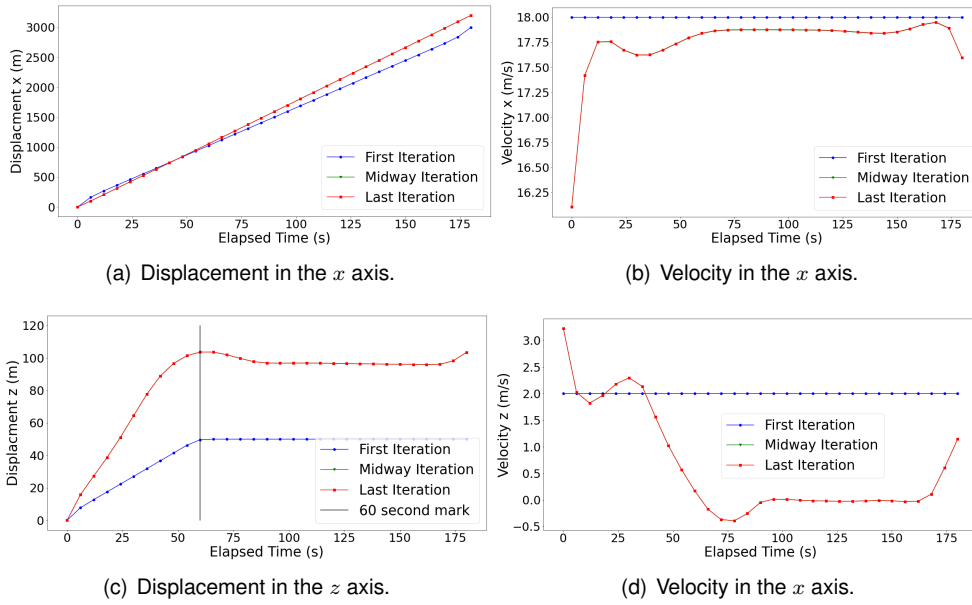 3000
2500
2000
1500
1000
500
0
Displacment x (m)
First Iteration
Midway Iteration
Last Iteration
0 25 50 75 100 125 150 175
Elapsed Time (s)
(a) Displacement in the x axis.
18.00
17.75
17.50
17.25
17.00
16.75
16.50
16.25
Velocity x (m/s)
First Iteration
Midway Iteration
Last Iteration
0 25 50 75 100 125 150 175
Elapsed Time (s)
(b) Velocity in the x axis.
120
100
80
60
40
20
0
Displacment z (m)
First Iteration
Midway Iteration
Last Iteration
60 second mark
0 25 50 75 100 125 150 175
Elapsed Time (s)
(c) Displacement in the z axis.
3.0
2.5
2.0
1.5
1.0
0.5
0.0
−0.5
Velocity z (m/s)
First Iteration
Midway Iteration
Last Iteration
0 25 50 75 100 125 150 175
Elapsed Time (s)
(d) Velocity in the x axis.